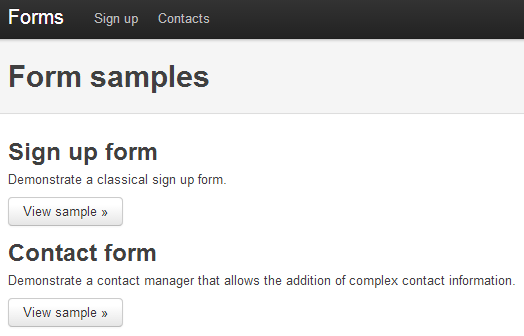 Forms Sign up Contacts
Form samples
Sign up form
Demonstrate a classical sign up form.
View sample »
Contact form
Demonstrate a contact manager that allows the addition of complex contact information.
View sample »